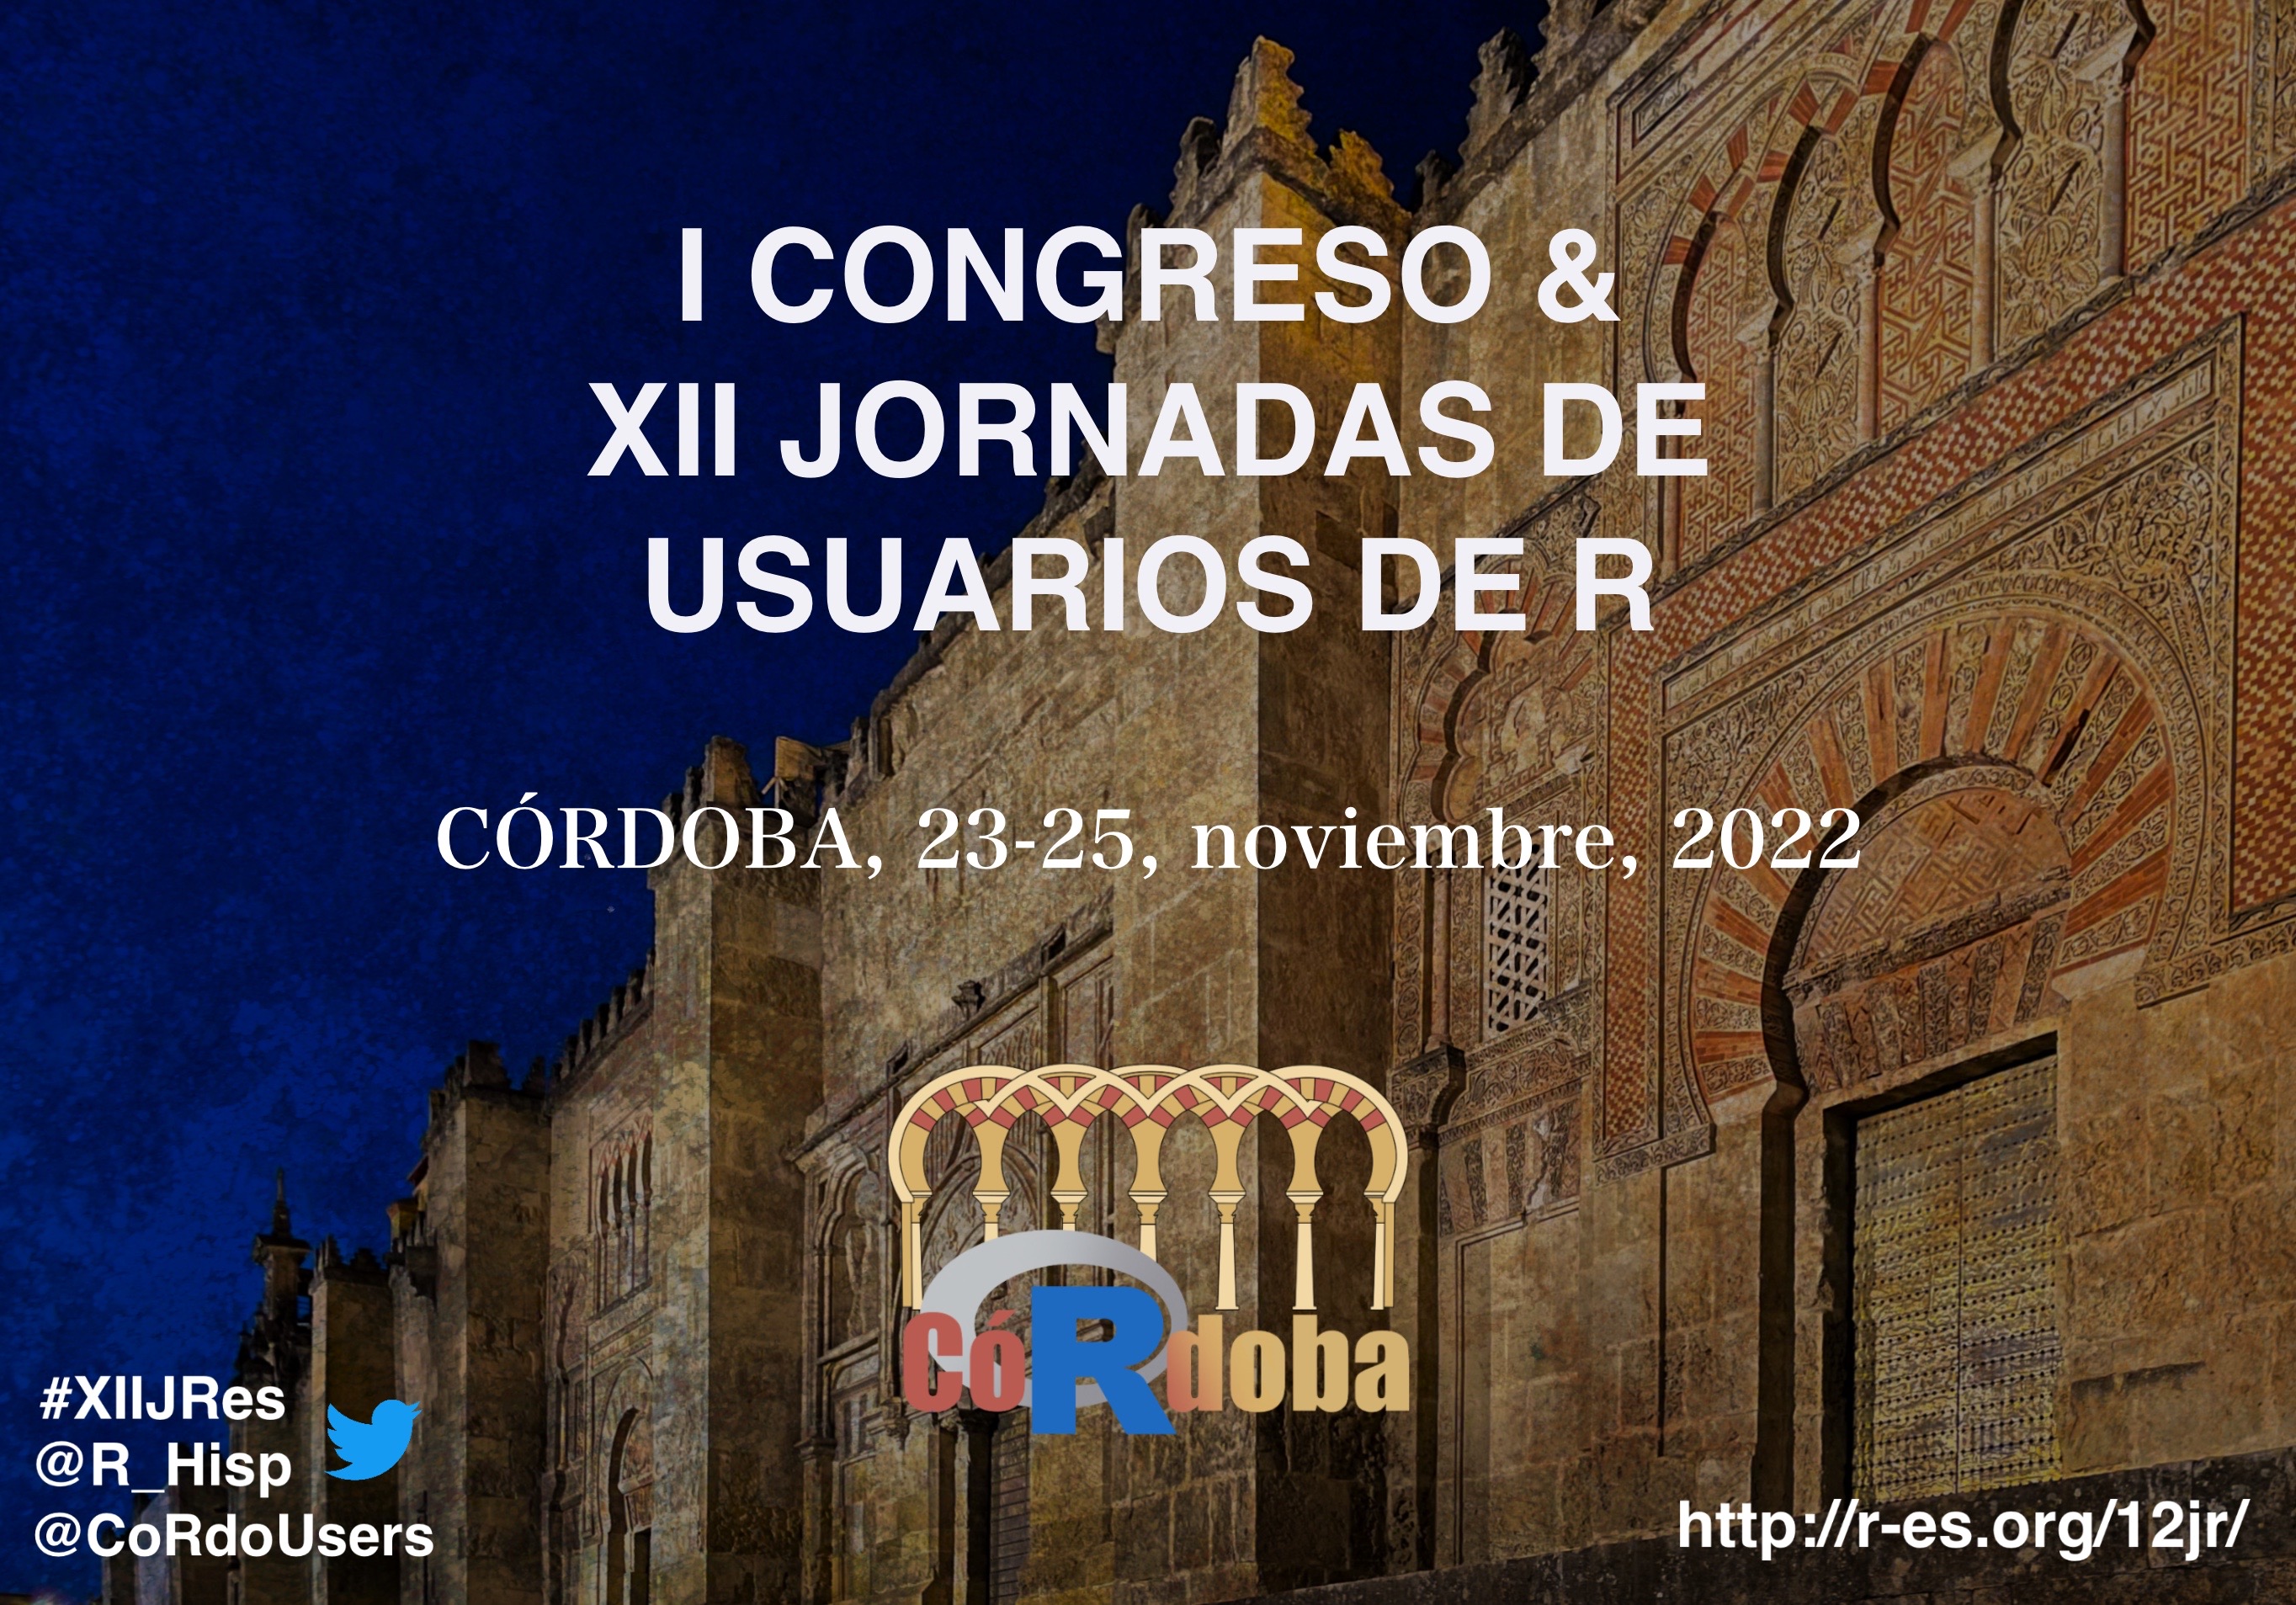 I CONGRESO &
XII JORNADAS DE
USUARIOS DE R
CÓRDOBA, 23-25, noviembre, 2022
CóRdoba
#XIIJRes
@R_Hisp
@CoRdoUsers
http://r-es.org/12jr/